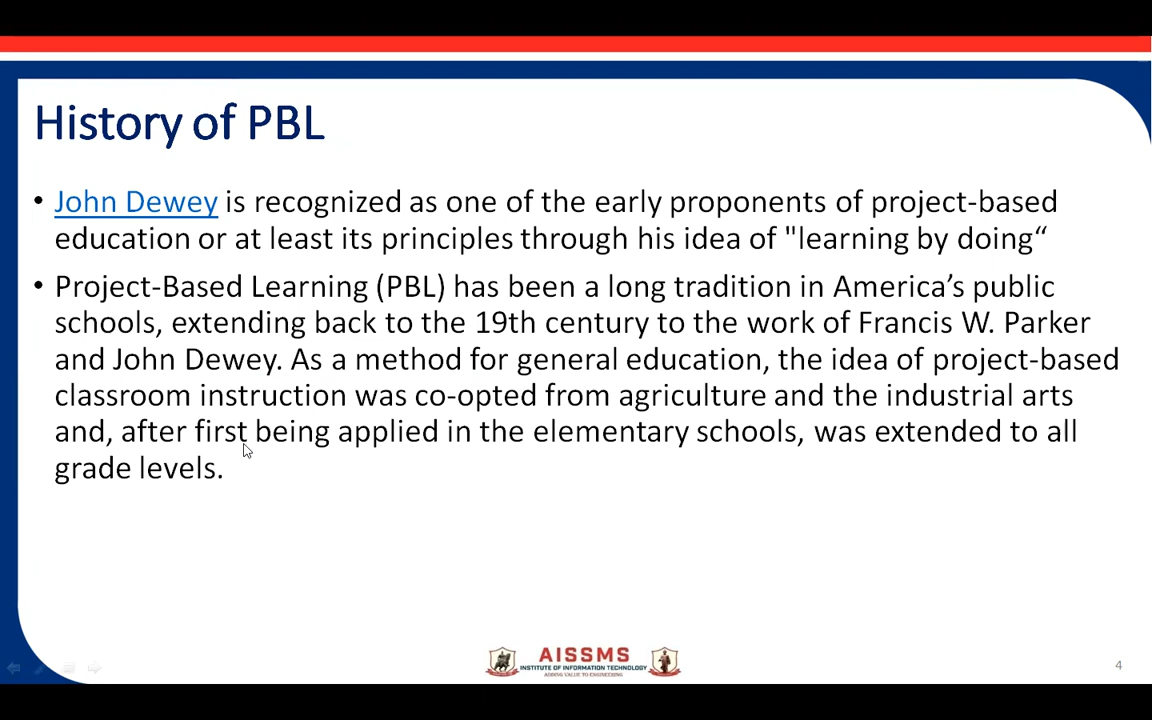 History of PBL
• John Dewey is recognized as one of the early proponents of project-based
education or at least its principles through his idea of "learning by doing“
• Project-Based Learning (PBL) has been a long tradition in America’s public
schools, extending back to the 19th century to the work of Francis W. Parker
and John Dewey. As a method for general education, the idea of project-based
classroom instruction was co-opted from agriculture and the industrial arts
and, after first being applied in the elementary schools, was extended to all
grade levels.
AISSMS
INSTITUTE OF INFORMATION TECHNOLOGY
ADDING VALUE TO ENGINEERING
4